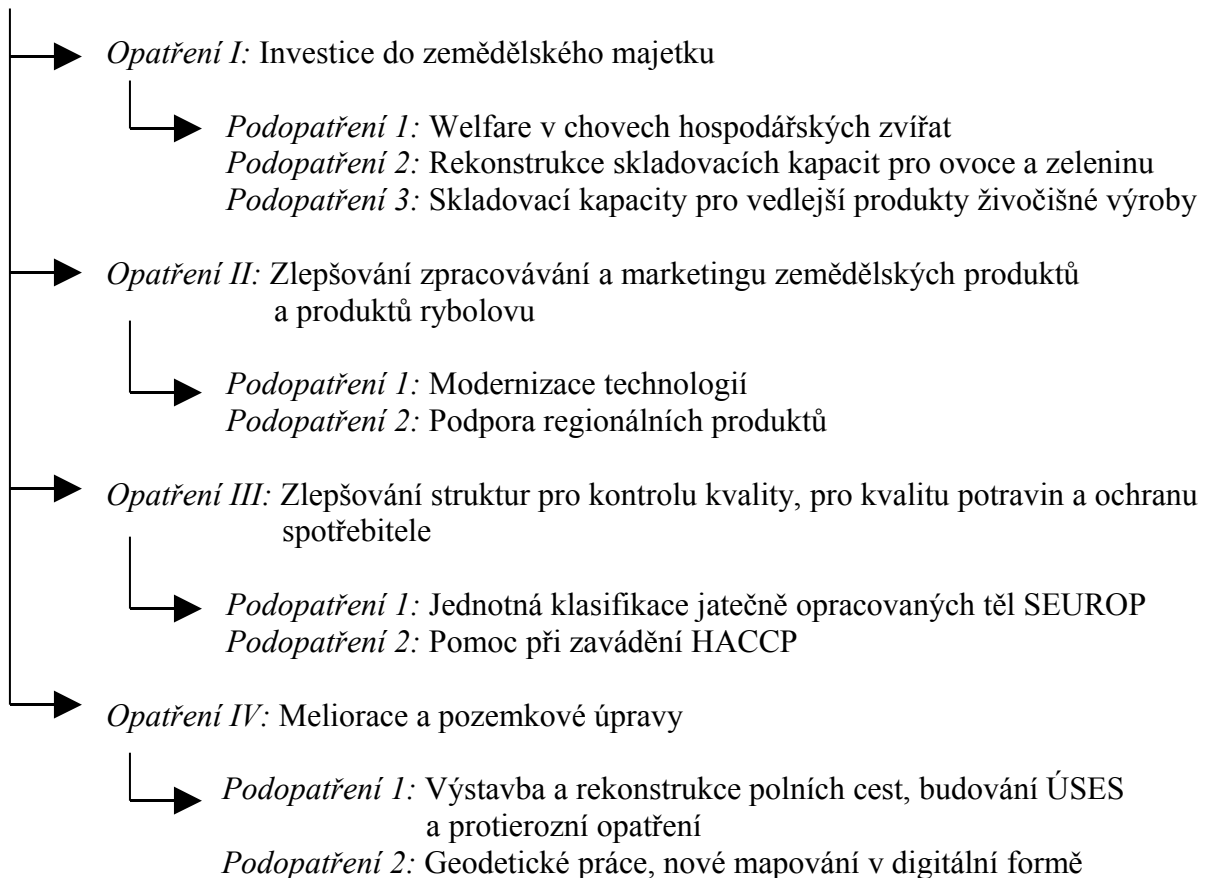 Opatření I: Investice do zemědělského majetku
Podopatření 1: Welfare v chovech hospodářských zvířat
Podopatření 2: Rekonstrukce skladovacích kapacit pro ovoce a zeleninu
Podopatření 3: Skladovací kapacity pro vedlejší produkty živočišné výroby
Opatření II: Zlepšování zpracovávání a marketingu zemědělských produktů
a produktů rybolovu
Podopatření 1: Modernizace technologií
Podopatření 2: Podpora regionálních produktů
Opatření III: Zlepšování struktur pro kontrolu kvality, pro kvalitu potravin a ochranu
spotřebitele
Podopatření 1: Jednotná klasifikace jatečně opracovaných těl SEUROP
Podopatření 2: Pomoc při zavádění HACCP
Opatření IV: Meliorace a pozemkové úpravy
Podopatření 1: Výstavba a rekonstrukce polních cest, budování ÚSES
a protierozní opatření
Podopatření 2: Geodetické práce, nové mapování v digitální formě